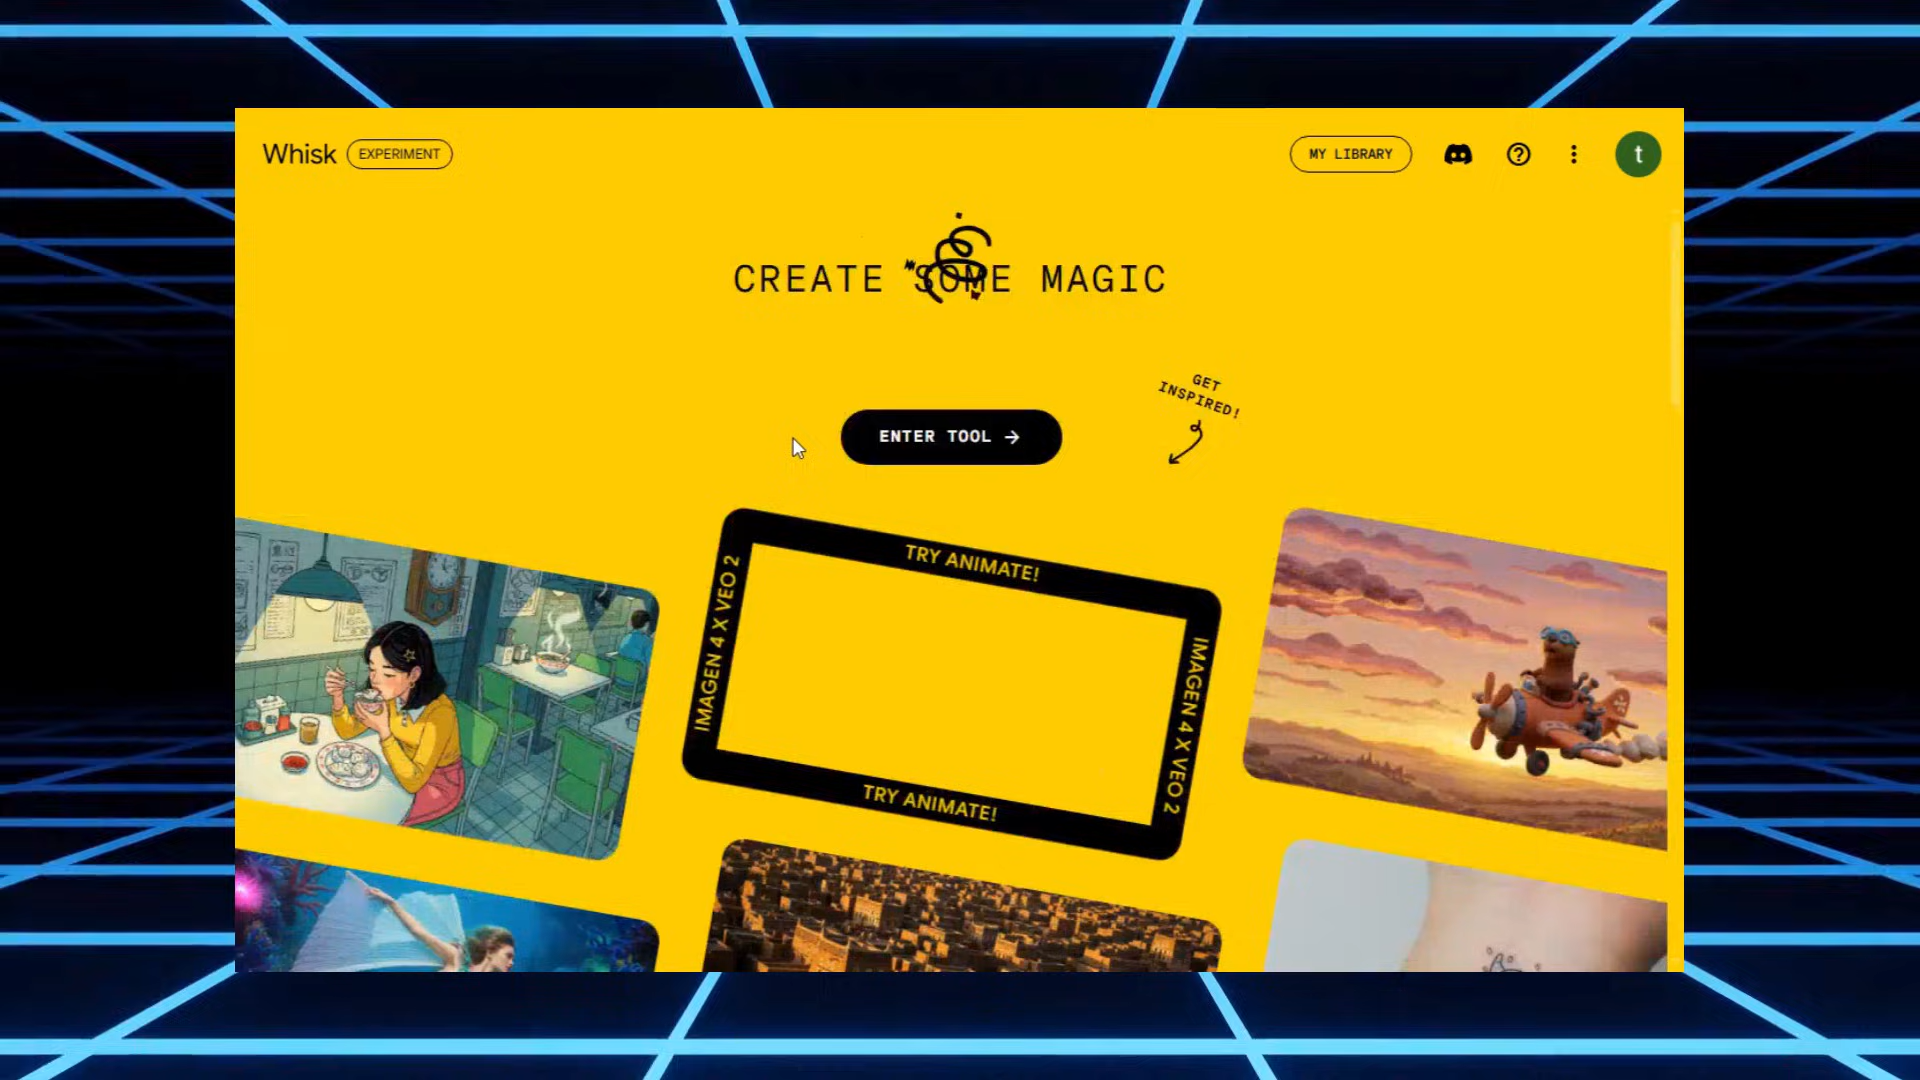 Whisk
EXPERIMENT
MY LIBRARY
t
CREATE SOME MAGIC
GET
INSPIRED!
ENTER TOOL →
TRY ANIMATE!
IMAGEN 4 X VEO 2
IMAGEN 4 X VEO 2
TRY ANIMATE!